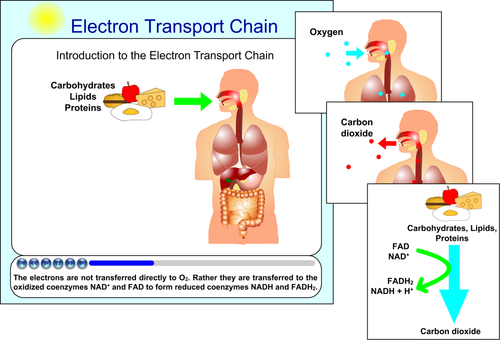 Electron Transport Chain
Introduction to the Electron Transport Chain
Carbohydrates
Lipids
Proteins
The electrons are not transferred directly to O₂. Rather they are transferred to the
oxidized coenzymes NAD⁺ and FAD to form reduced coenzymes NADH and FADH₂.
Oxygen
Carbon
dioxide
Carbohydrates, Lipids,
Proteins
FAD
NAD⁺
FADH₂
NADH + H⁺
Carbon dioxide